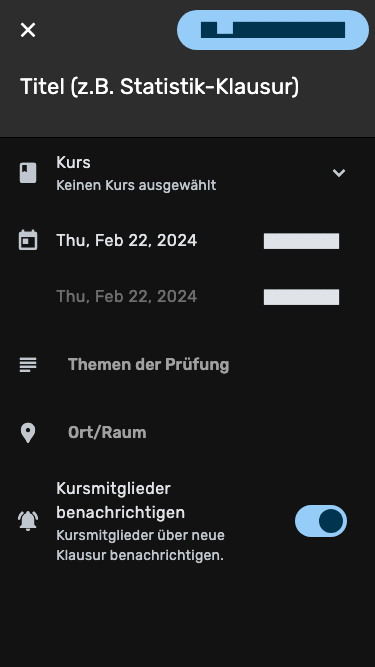 Titel (z.B. Statistik-Klausur)
Kurs
Keinen Kurs ausgewählt
Thu, Feb 22, 2024
Thu, Feb 22, 2024
Themen der Prüfung
Ort/Raum
Kursmitglieder
benachrichtigen
Kursmitglieder über neue
Klausur benachrichtigen.